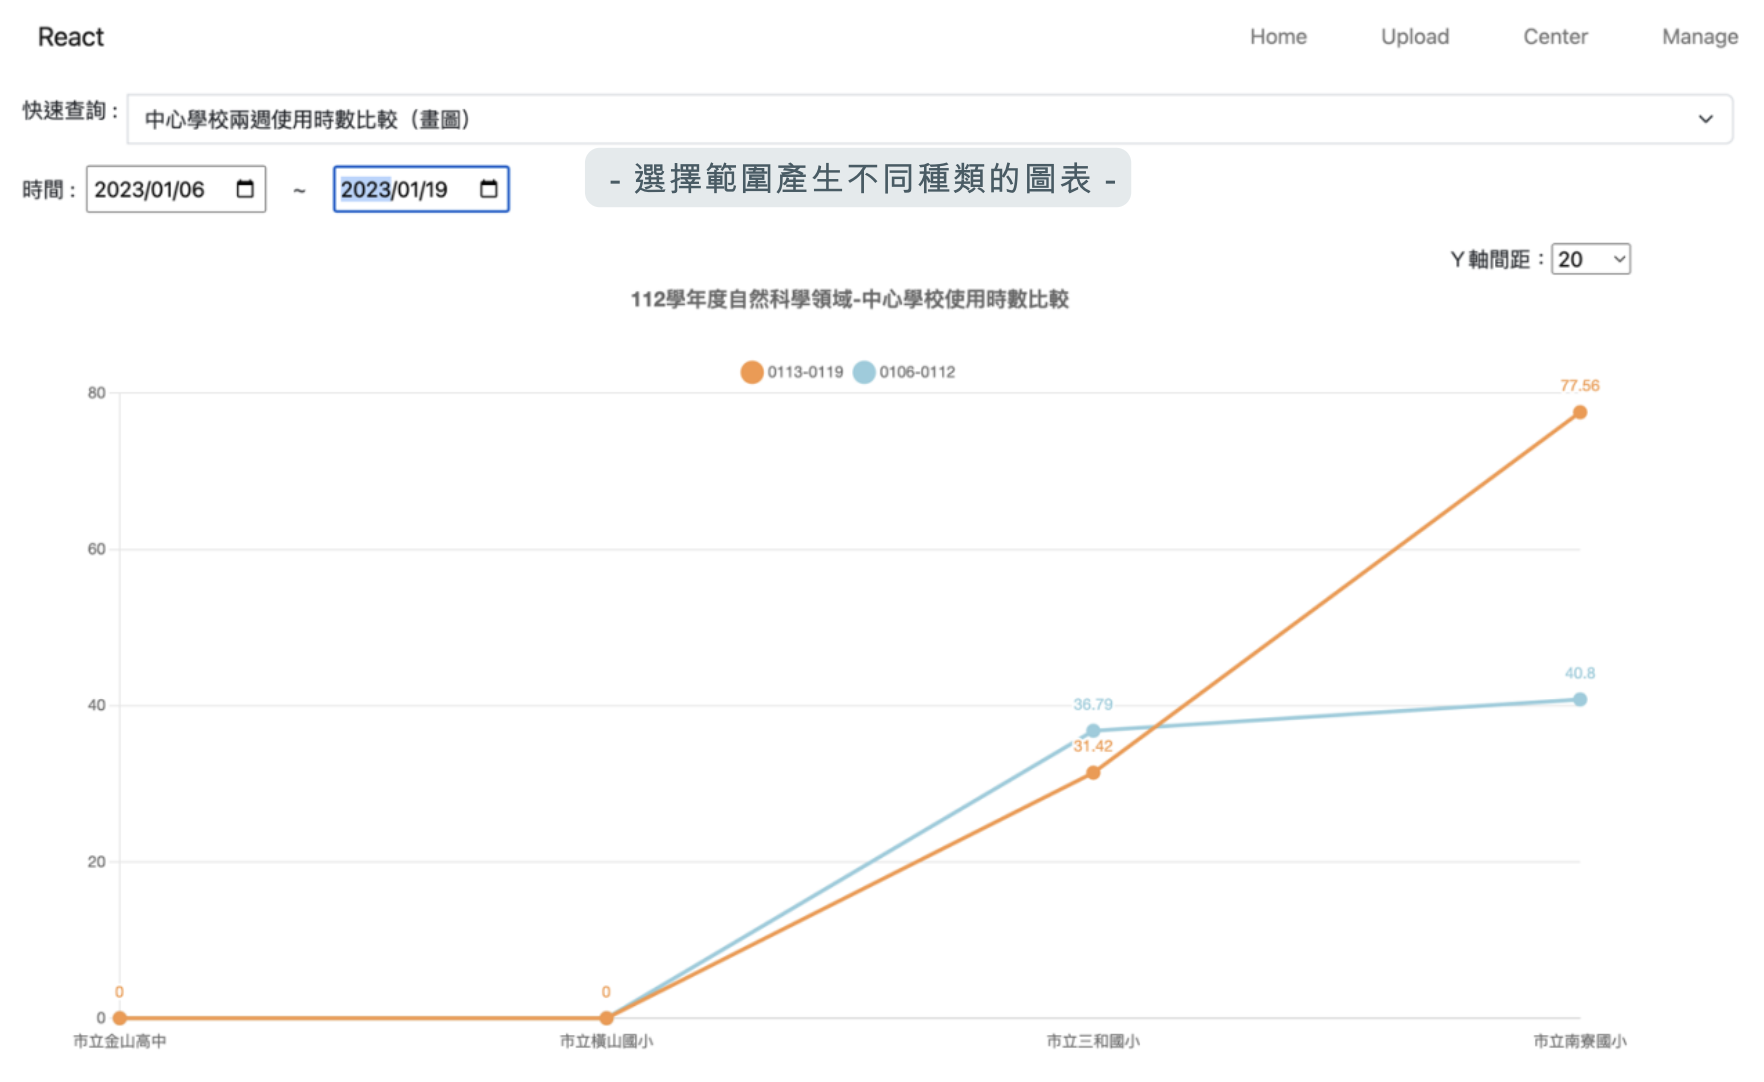 React
Home Upload Center Manage
快速查詢 : 中心學校兩週使用時數比較（畫圖）
時間 : 2023/01/06 ~ 2023/01/19
- 選擇範圍產生不同種類的圖表 -
Y 軸間距 : 20
112學年度自然科學領域-中心學校使用時數比較
0113-0119 0106-0112
80
77.56
60
40.8
40
36.79
31.42
20
0 0
0
市立金山高中 市立橫山國小 市立三和國小 市立南寮國小